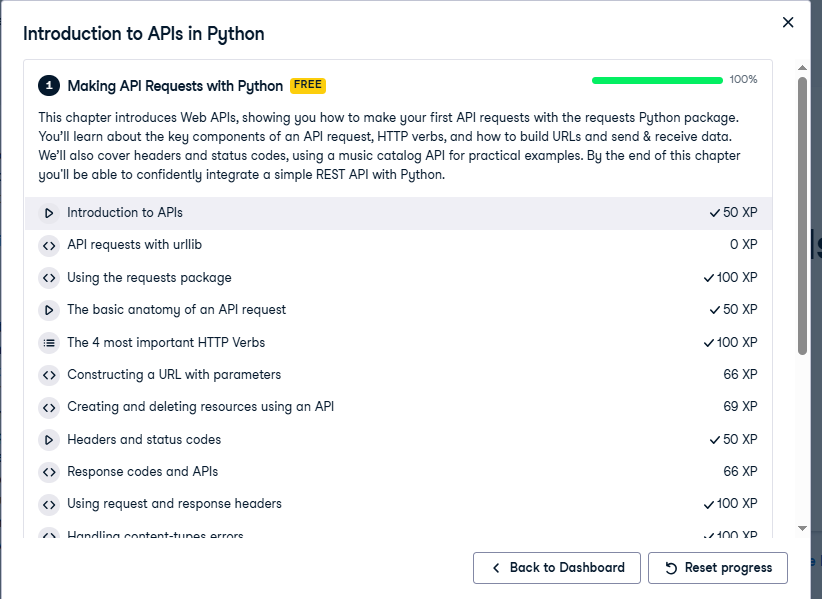 Introduction to APIs in Python
1 Making API Requests with Python FREE 100%
This chapter introduces Web APIs, showing you how to make your first API requests with the requests Python package.
You'll learn about the key components of an API request, HTTP verbs, and how to build URLs and send & receive data.
We'll also cover headers and status codes, using a music catalog API for practical examples. By the end of this chapter
you'll be able to confidently integrate a simple REST API with Python.
Introduction to APIs 50 XP
API requests with urllib 0 XP
Using the requests package 100 XP
The basic anatomy of an API request 50 XP
The 4 most important HTTP Verbs 100 XP
Constructing a URL with parameters 66 XP
Creating and deleting resources using an API 69 XP
Headers and status codes 50 XP
Response codes and APIs 66 XP
Using request and response headers 100 XP
Handling content-types errors 100 XP
Back to Dashboard Reset progress